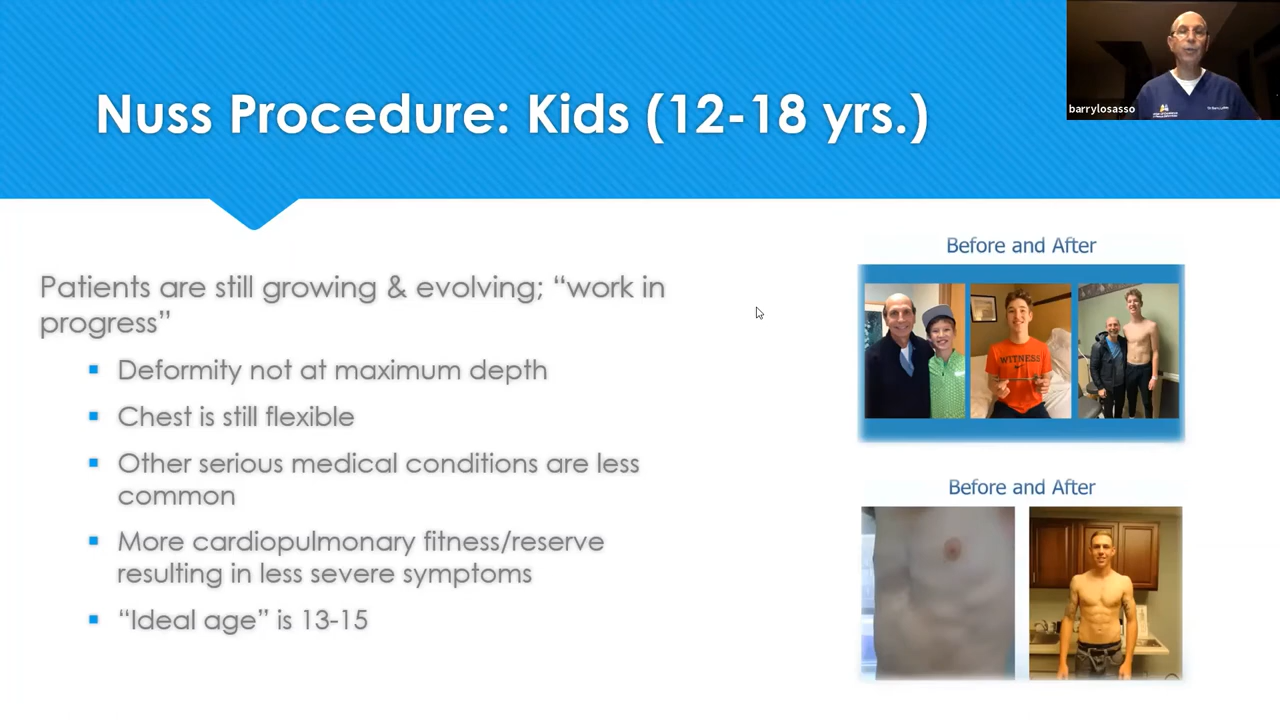 Nuss Procedure: Kids (12-18 yrs.)
barrylosasso
Patients are still growing & evolving; “work in
progress”
Deformity not at maximum depth
Chest is still flexible
Other serious medical conditions are less
common
More cardiopulmonary fitness/reserve
resulting in less severe symptoms
“Ideal age” is 13-15
Before and After
WITNESS
Before and After